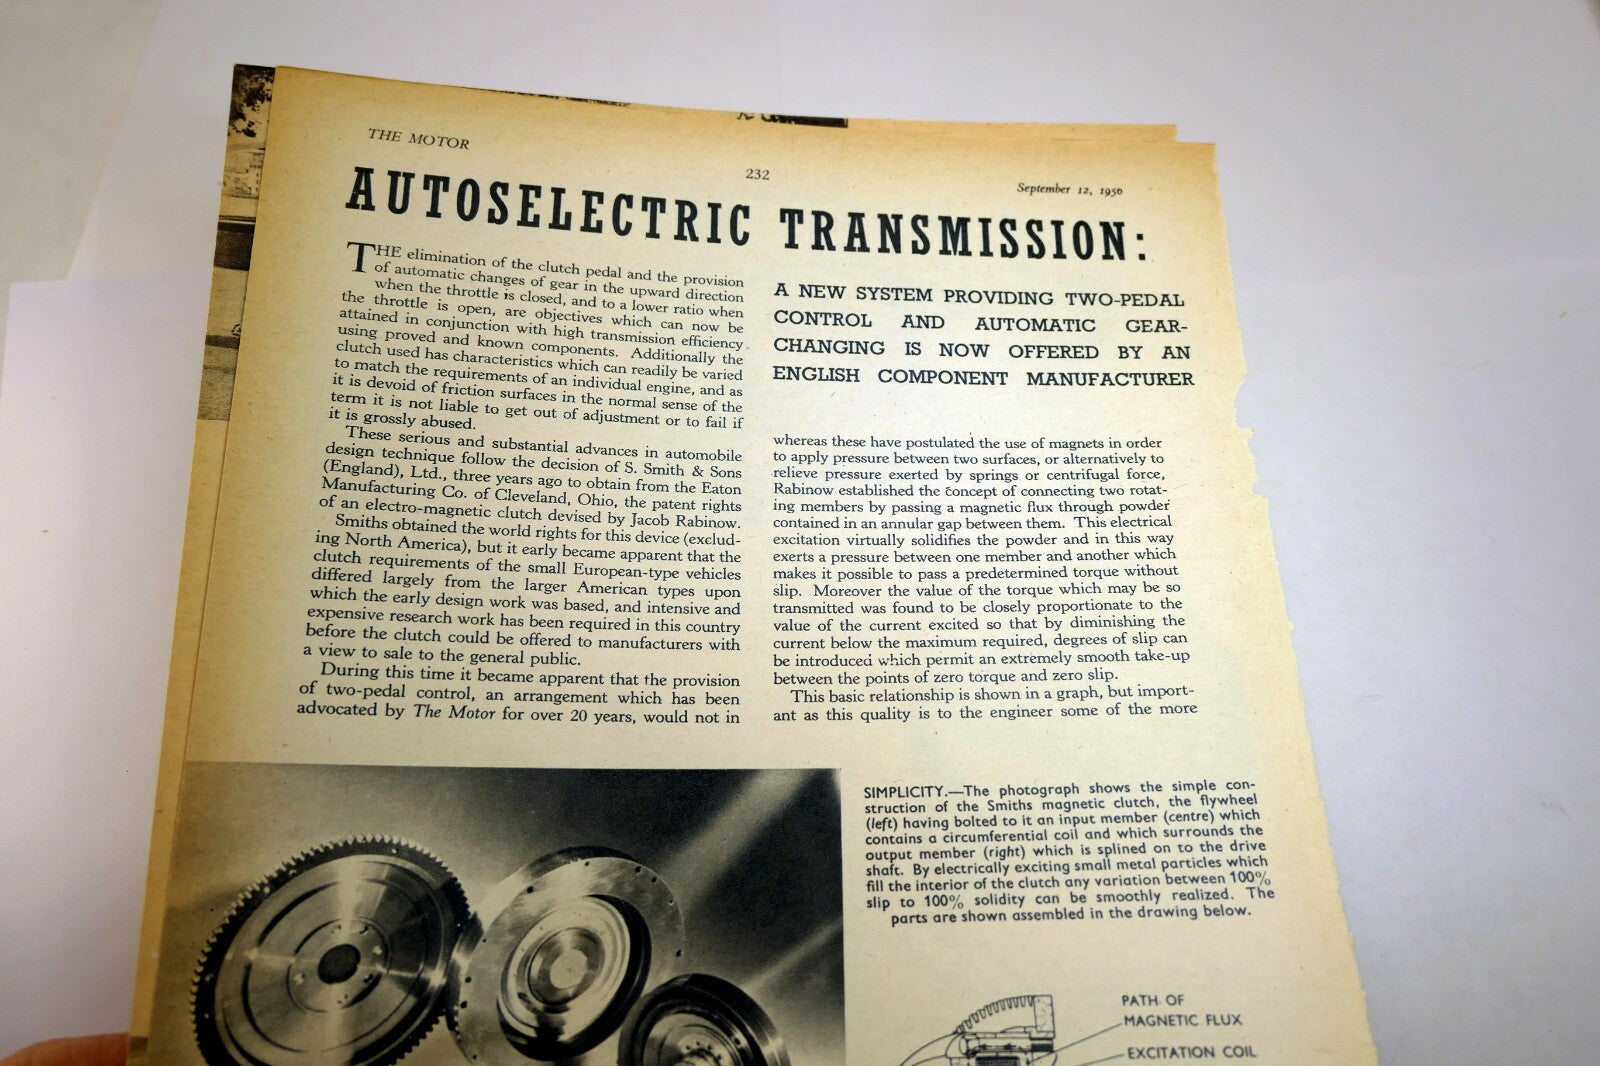 THE MOTOR
232
September 12, 1956
AUTOSELECTRIC TRANSMISSION:
THE elimination of the clutch pedal and the provision
of automatic changes of gear in the upward direction
when the throttle is closed, and to a lower ratio when
the throttle is open, are objectives which can now be
attained in conjunction with high transmission efficiency
using proved and known components. Additionally the
clutch used has characteristics which can readily be varied
to match the requirements of an individual engine, and as
it is devoid of friction surfaces in the normal sense of the
term it is not liable to get out of adjustment or to fail if
it is grossly abused.
These serious and substantial advances in automobile
design technique follow the decision of S. Smith & Sons
(England), Ltd., three years ago to obtain from the Eaton
Manufacturing Co. of Cleveland, Ohio, the patent rights
of an electro-magnetic clutch devised by Jacob Rabinow.
Smiths obtained the world rights for this device (exclud-
ing North America), but it early became apparent that the
clutch requirements of the small European-type vehicles
differed largely from the larger American types upon
which the early design work was based, and intensive and
expensive research work has been required in this country
before the clutch could be offered to manufacturers with
a view to sale to the general public.
During this time it became apparent that the provision
of two-pedal control, an arrangement which has been
advocated by The Motor for over 20 years, would not in
A NEW SYSTEM PROVIDING TWO-PEDAL
CONTROL AND AUTOMATIC GEAR-
CHANGING IS NOW OFFERED BY AN
ENGLISH COMPONENT MANUFACTURER
whereas these have postulated the use of magnets in order
to apply pressure between two surfaces, or alternatively to
relieve pressure exerted by springs or centrifugal force,
Rabinow established the concept of connecting two rotat-
ing members by passing a magnetic flux through powder
contained in an annular gap between them. This electrical
excitation virtually solidifies the powder and in this way
exerts a pressure between one member and another which
makes it possible to pass a predetermined torque without
slip. Moreover the value of the torque which may be so
transmitted was found to be closely proportionate to the
value of the current excited so that by diminishing the
current below the maximum required, degrees of slip can
be introduced which permit an extremely smooth take-up
between the points of zero torque and zero slip.
This basic relationship is shown in a graph, but import-
ant as this quality is to the engineer some of the more
SIMPLICITY.—The photograph shows the simple con-
struction of the Smiths magnetic clutch, the flywheel
(left) having bolted to it an input member (centre) which
contains a circumferential coil and which surrounds the
output member (right) which is splined on to the drive
shaft. By electrically exciting small metal particles which
fill the interior of the clutch any variation between 100%
slip to 100% solidity can be smoothly realized. The
parts are shown assembled in the drawing below.
PATH OF
MAGNETIC FLUX
EXCITATION COIL